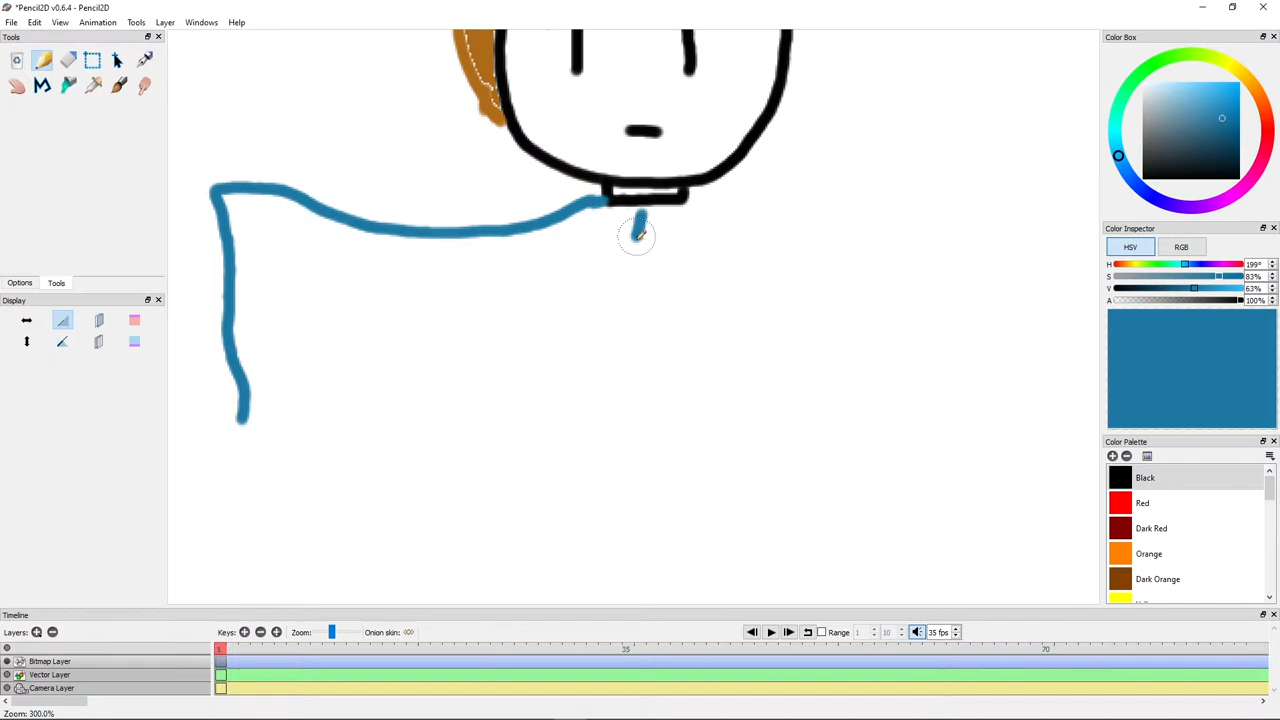 *Pencil2D v0.6.4 - Pencil2D
File Edit View Animation Tools Layer Windows Help
Tools
Options Tools
Display
Color Box
Color Inspector
HSV RGB
H 199°
S 83%
V 63%
A 100%
Color Palette
Black
Red
Dark Red
Orange
Dark Orange
Timeline
Layers: Keys: Zoom: Onion skin: Range 1 10 35 fps
1 35 70
Bitmap Layer
Vector Layer
Camera Layer
Zoom: 300.0%